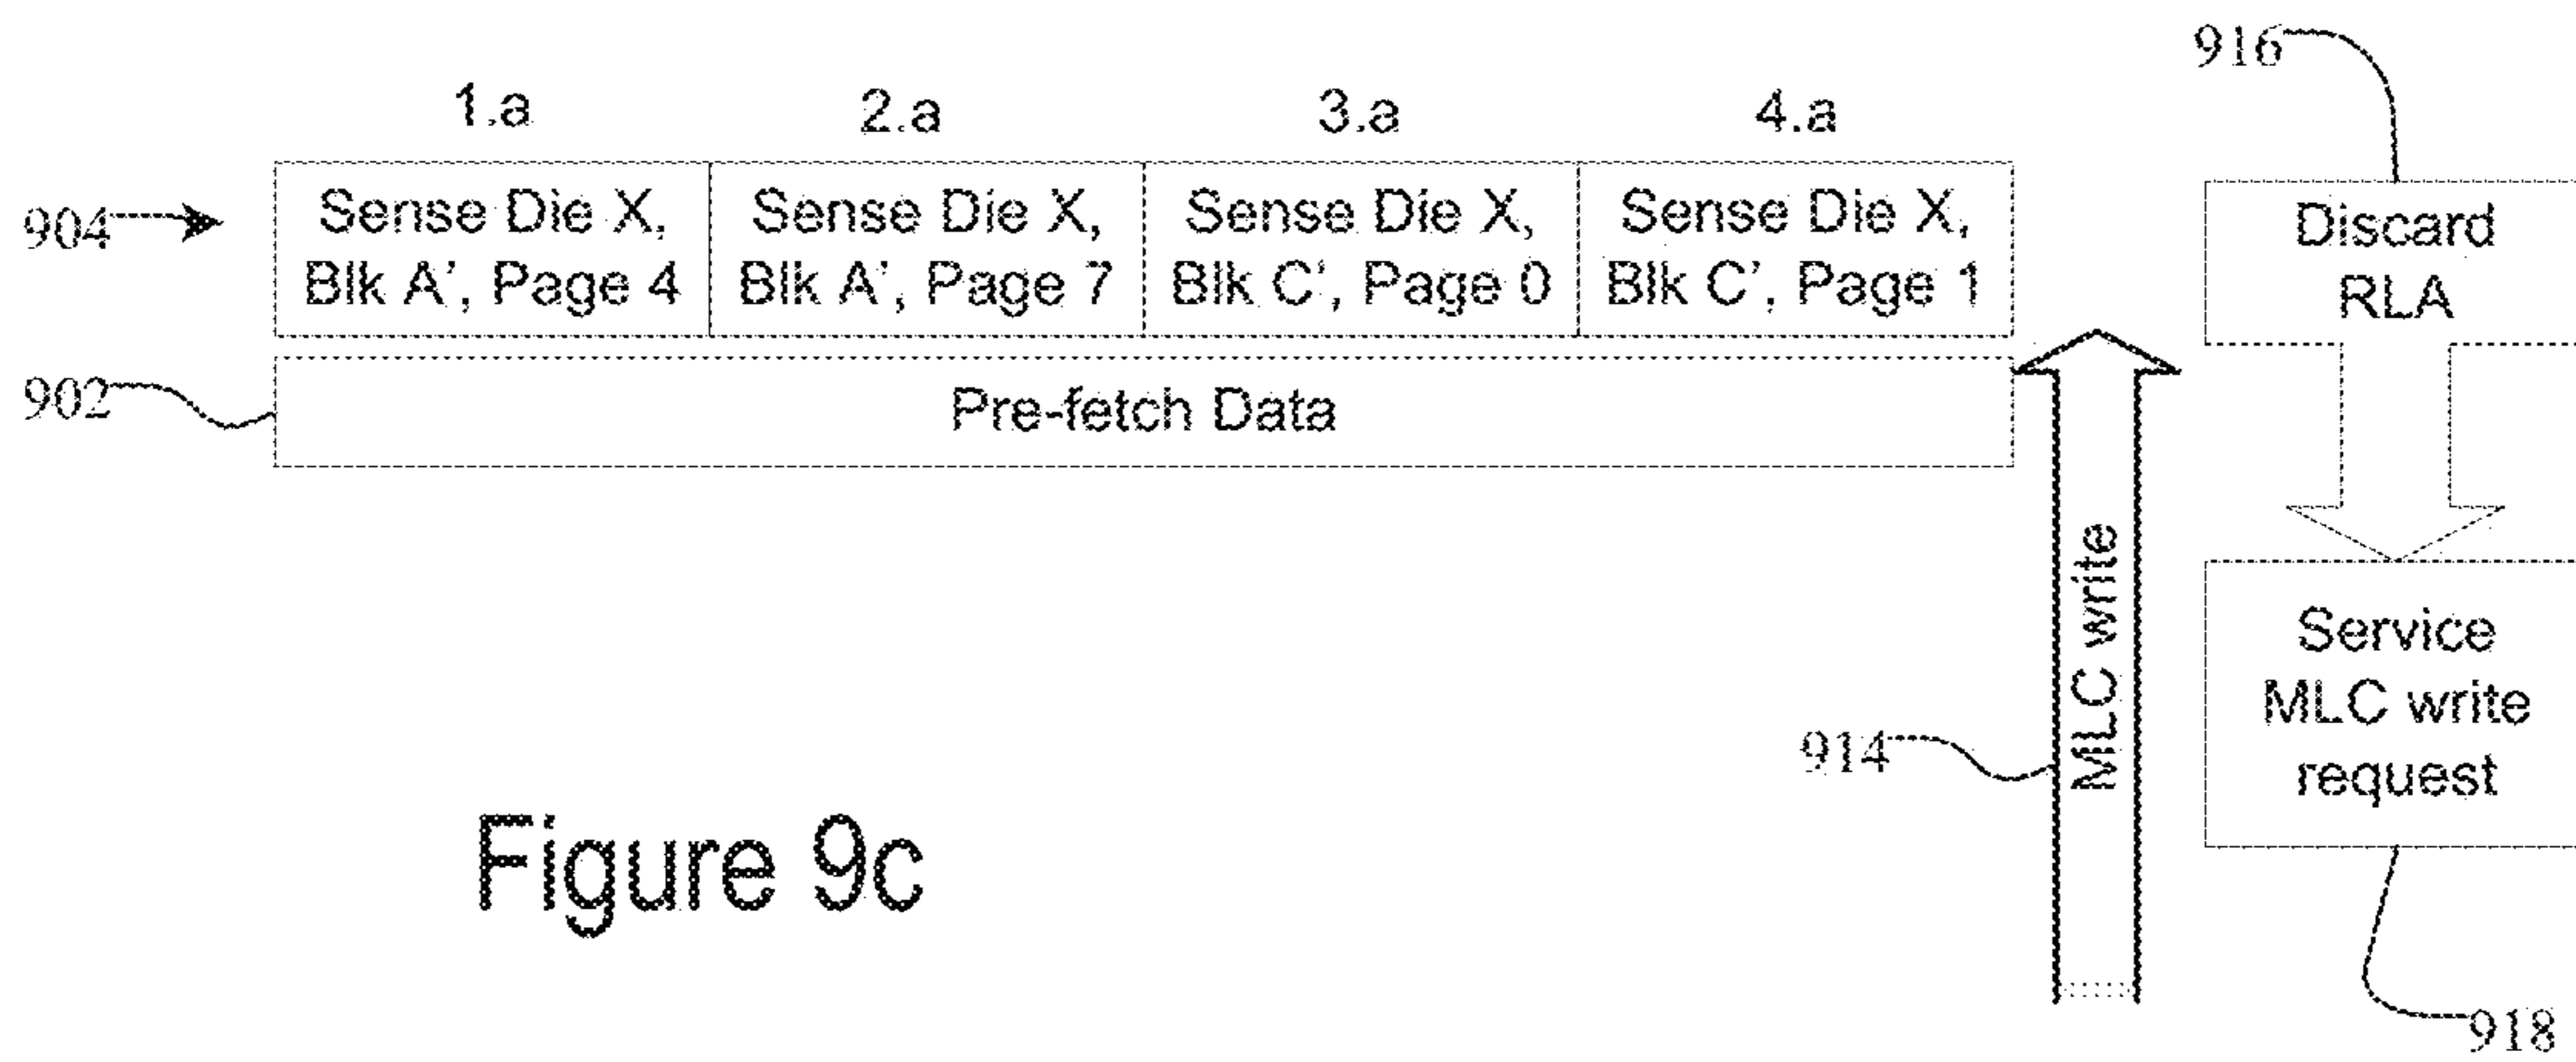 916
1.a 2.a 3.a 4.a
904
Sense Die X,
Blk A', Page 4
Sense Die X,
Blk A', Page 7
Sense Die X,
Blk C', Page 0
Sense Die X,
Blk C', Page 1
Discard
RLA
902
Pre-fetch Data
MLC write
914
Service
MLC write
request
918
Figure 9c